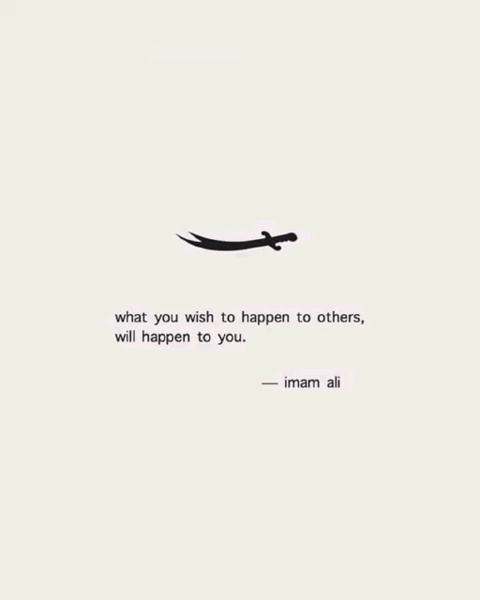 what you wish to happen to others,
will happen to you.
— imam ali